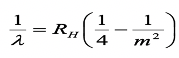 1/λ = R_H(1/4 − 1/m²)